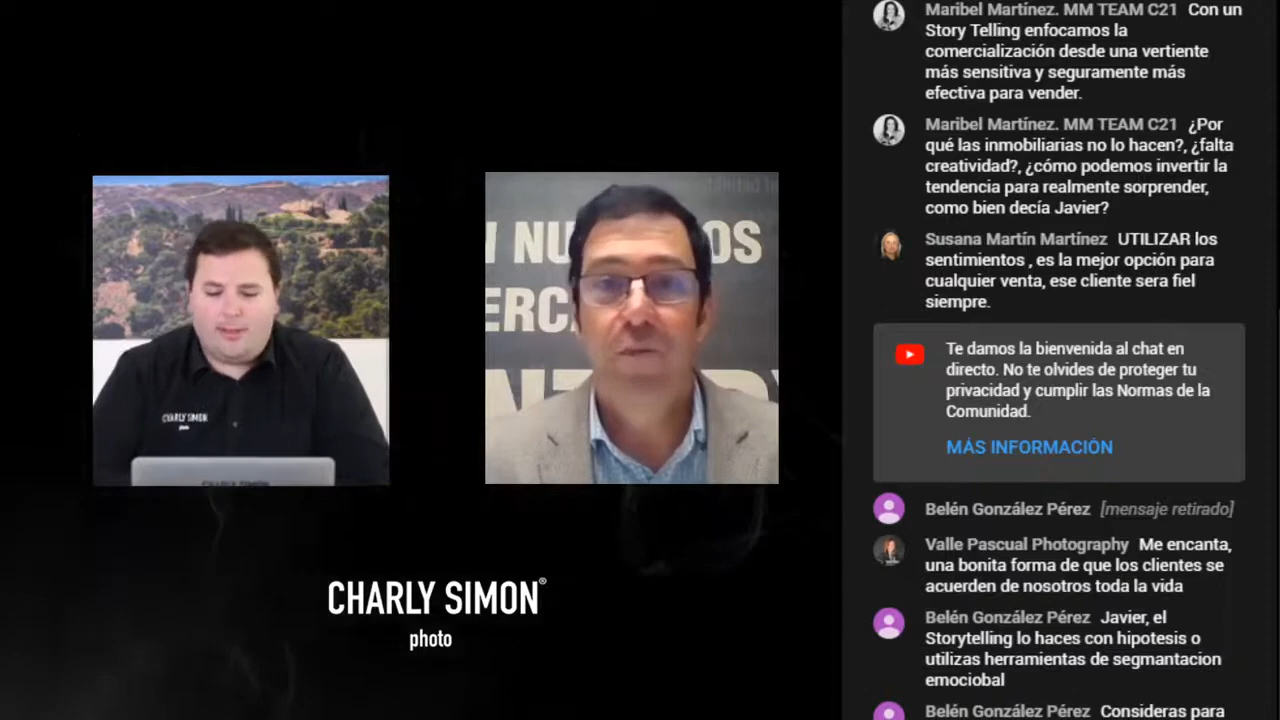 N NU OS
ERC
CHARLY SIMON
photo
CHARLY SIMON®
photo
Maribel Martínez. MM TEAM C21 Con un
Story Telling enfocamos la
comercialización desde una vertiente
más sensitiva y seguramente más
efectiva para vender.
Maribel Martínez. MM TEAM C21 ¿Por
qué las inmobiliarias no lo hacen?, ¿falta
creatividad?, ¿cómo podemos invertir la
tendencia para realmente sorprender,
como bien decía Javier?
Susana Martín Martínez UTILIZAR los
sentimientos , es la mejor opción para
cualquier venta, ese cliente sera fiel
siempre.
Te damos la bienvenida al chat en
directo. No te olvides de proteger tu
privacidad y cumplir las Normas de la
Comunidad.
MÁS INFORMACIÓN
Belén González Pérez [mensaje retirado]
Valle Pascual Photography Me encanta,
una bonita forma de que los clientes se
acuerden de nosotros toda la vida
Belén González Pérez Javier, el
Storytelling lo haces con hipotesis o
utilizas herramientas de segmantacion
emociobal
Belén González Pérez Consideras para